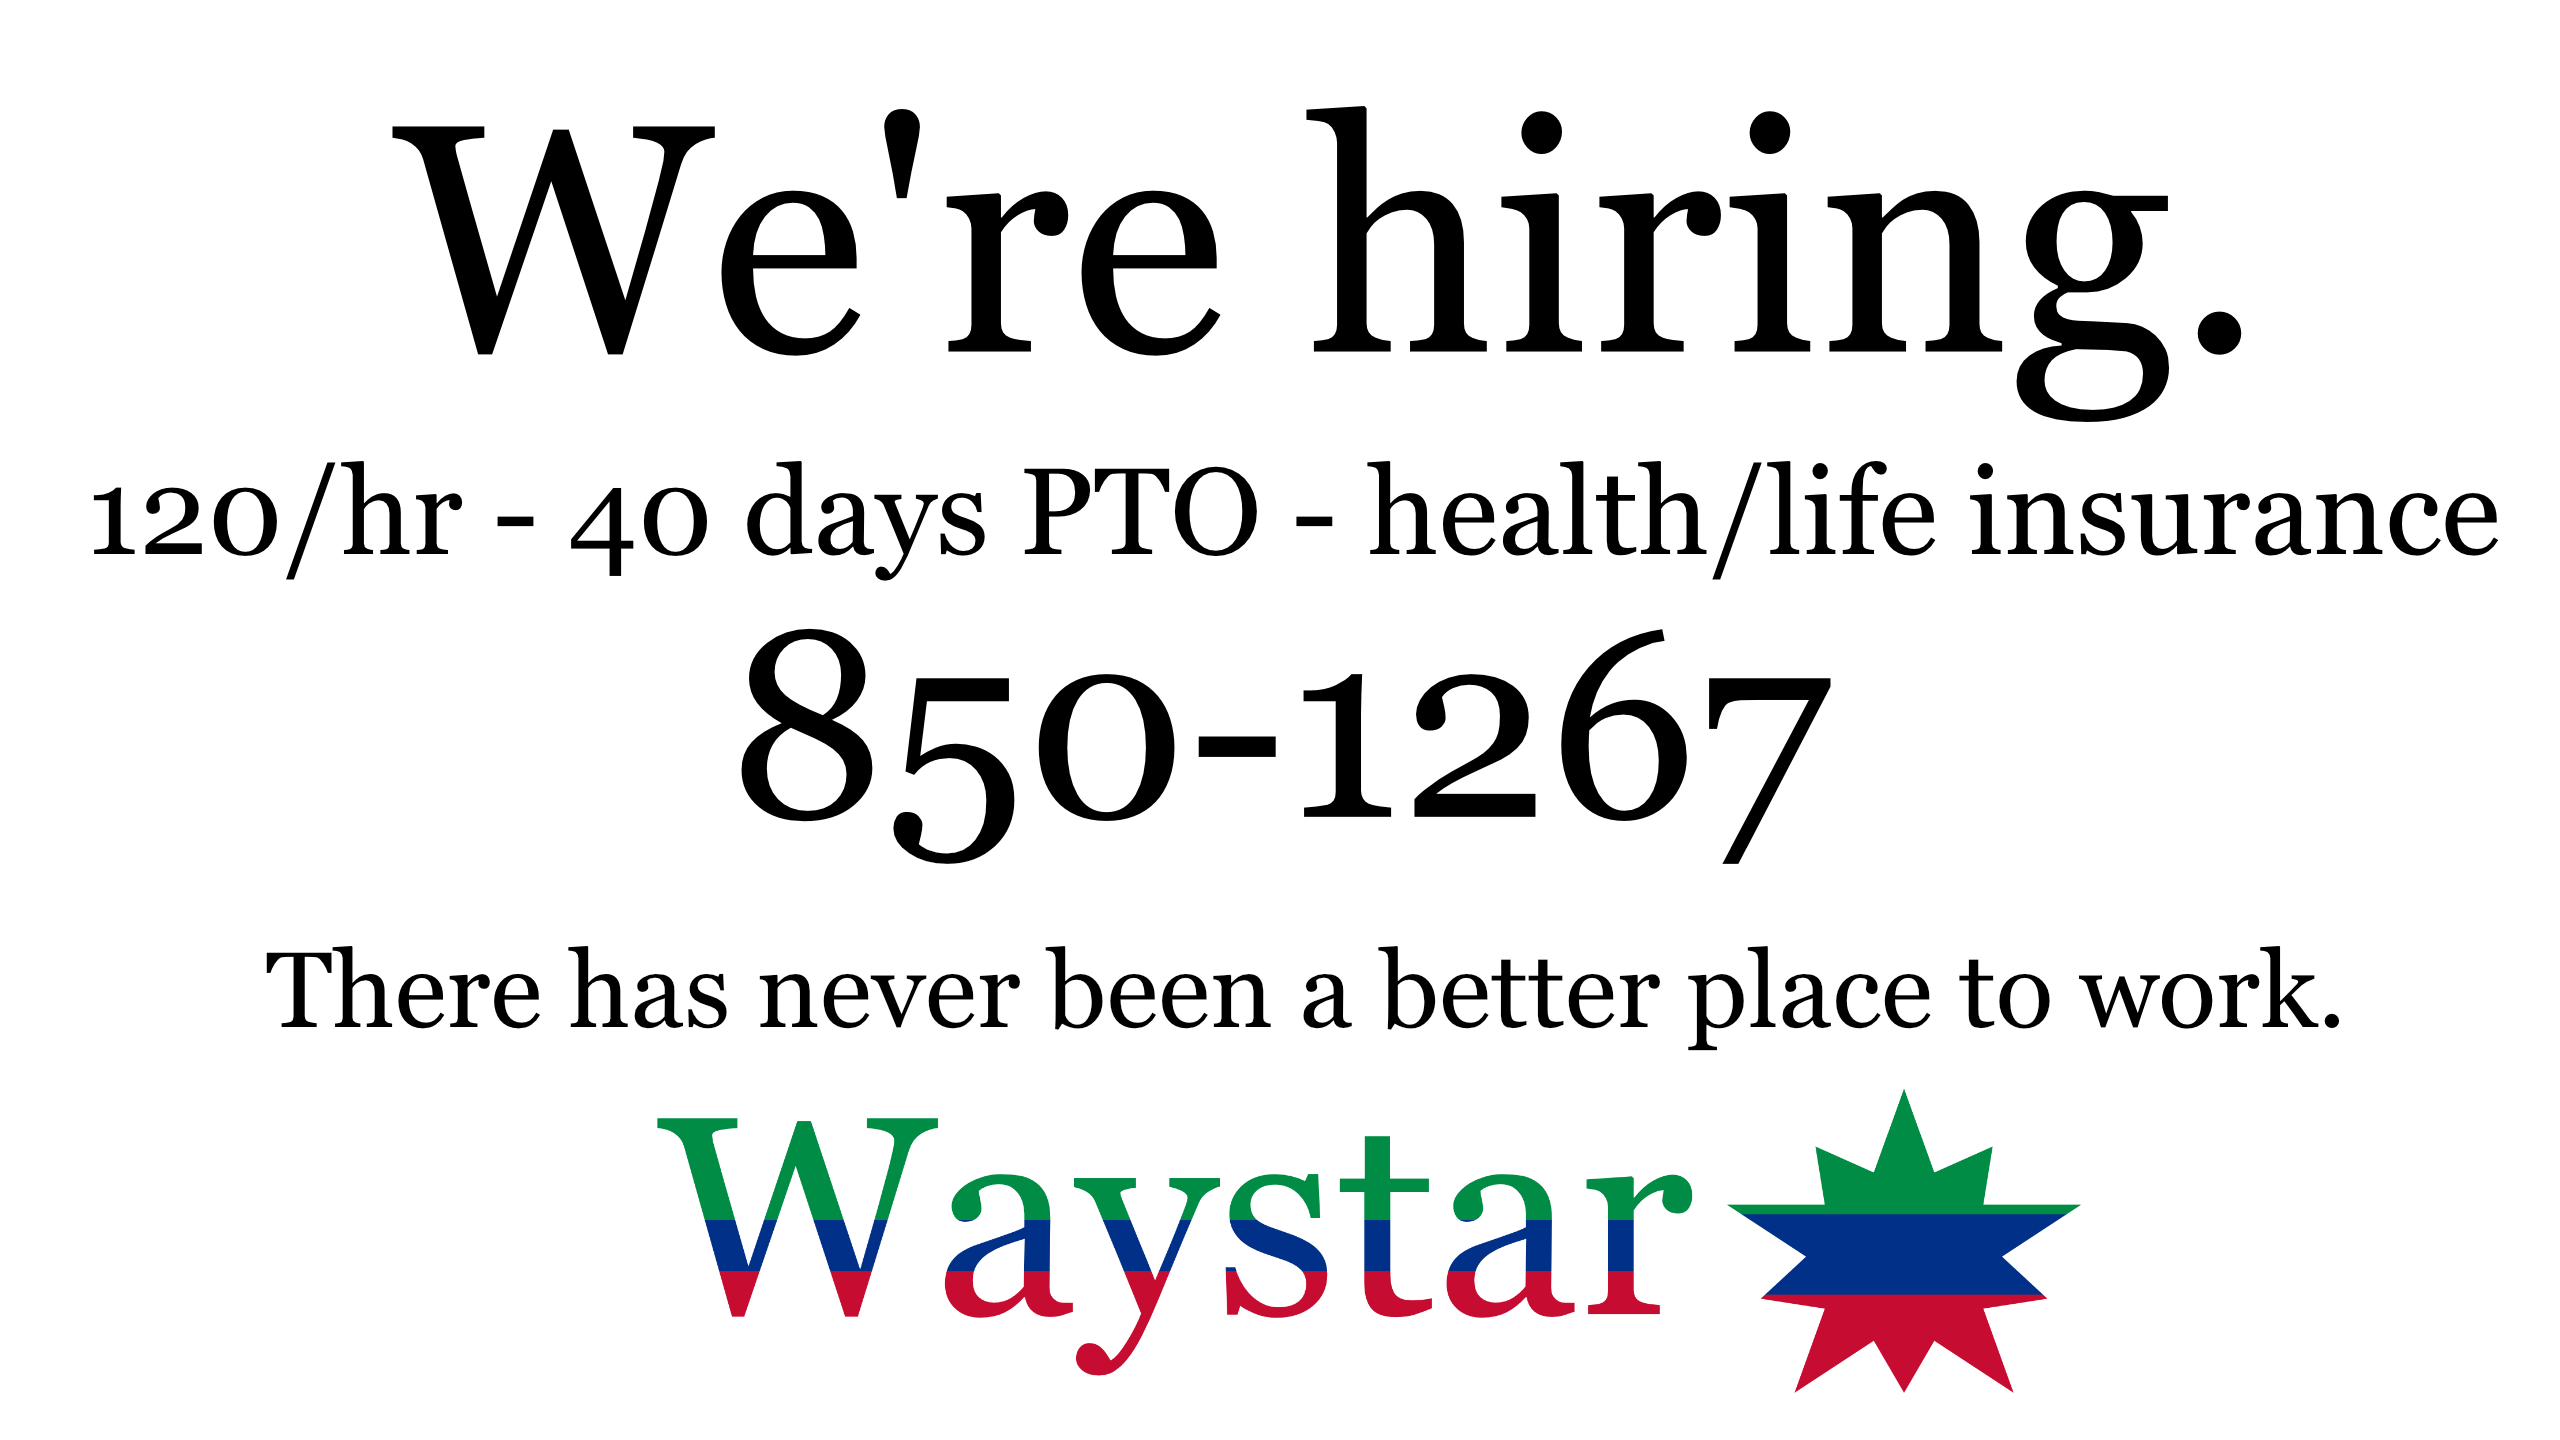 We're hiring.
120/hr - 40 days PTO - health/life insurance
850-1267
There has never been a better place to work.
Waystar